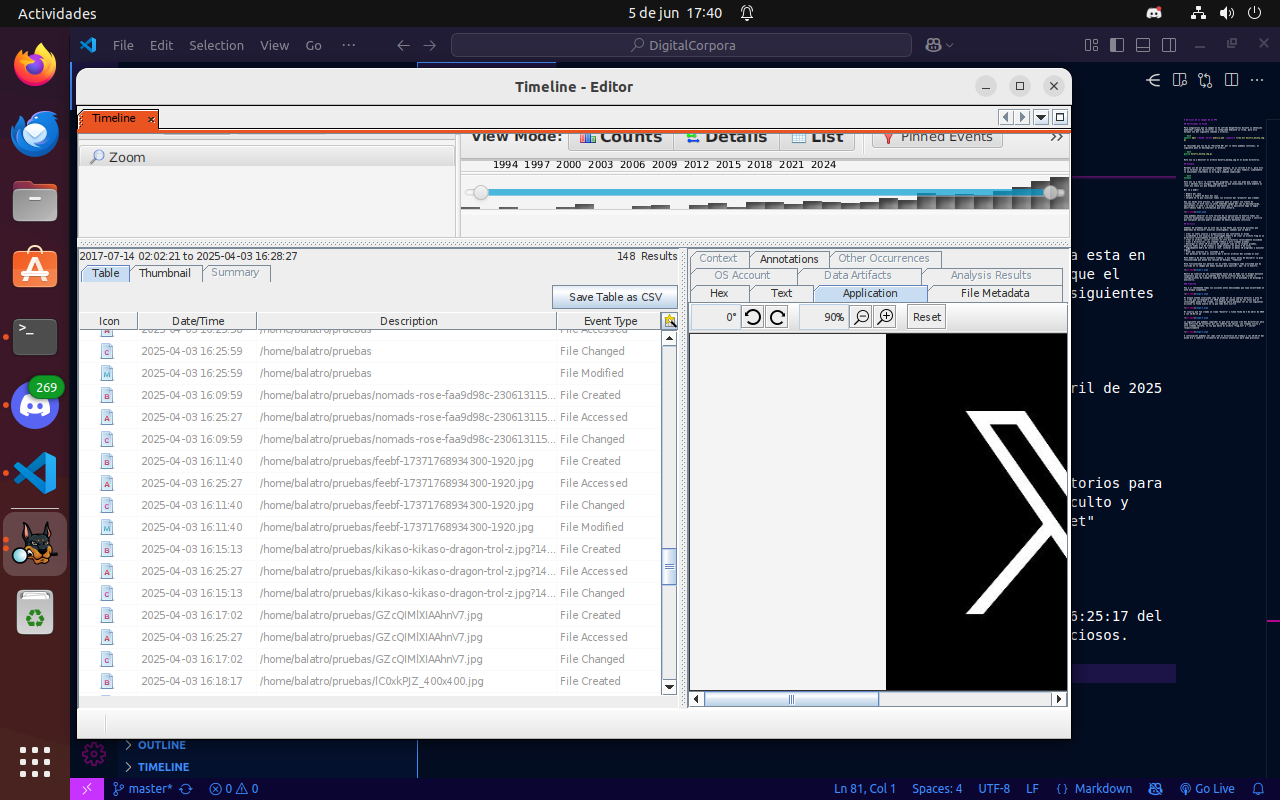 Actividades
5 de jun 17:40
File Edit Selection View Go ···
DigitalCorpora
Timeline - Editor
Timeline
Zoom
View Mode: Counts Details List Pinned Events
1994 1997 2000 2003 2006 2009 2012 2015 2018 2021 2024
2017-07-14 02:02:21 to 2025-04-03 16:28:27
148 Results
Table Thumbnail Summary
Save Table as CSV
Icon Date/Time Description Event Type
/home/balatro/pruebas File Accessed
C 2025-04-03 16:25:59 /home/balatro/pruebas File Changed
M 2025-04-03 16:25:59 /home/balatro/pruebas File Modified
B 2025-04-03 16:09:59 /home/balatro/pruebas/nomads-rose-faa9d98c-230613115... File Created
A 2025-04-03 16:25:27 /home/balatro/pruebas/nomads-rose-faa9d98c-230613115... File Accessed
C 2025-04-03 16:09:59 /home/balatro/pruebas/nomads-rose-faa9d98c-230613115... File Changed
B 2025-04-03 16:11:40 /home/balatro/pruebas/feebf-17371768934300-1920.jpg File Created
A 2025-04-03 16:25:27 /home/balatro/pruebas/feebf-17371768934300-1920.jpg File Accessed
C 2025-04-03 16:11:40 /home/balatro/pruebas/feebf-17371768934300-1920.jpg File Changed
M 2025-04-03 16:11:40 /home/balatro/pruebas/feebf-17371768934300-1920.jpg File Modified
B 2025-04-03 16:15:13 /home/balatro/pruebas/kikaso-kikaso-dragon-trol-z.jpg?14... File Created
A 2025-04-03 16:25:27 /home/balatro/pruebas/kikaso-kikaso-dragon-trol-z.jpg?14... File Accessed
C 2025-04-03 16:15:13 /home/balatro/pruebas/kikaso-kikaso-dragon-trol-z.jpg?14... File Changed
B 2025-04-03 16:17:02 /home/balatro/pruebas/GZcQIMlXIAAhnV7.jpg File Created
A 2025-04-03 16:25:27 /home/balatro/pruebas/GZcQIMlXIAAhnV7.jpg File Accessed
C 2025-04-03 16:17:02 /home/balatro/pruebas/GZcQIMlXIAAhnV7.jpg File Changed
B 2025-04-03 16:18:17 /home/balatro/pruebas/lC0xkPJZ_400x400.jpg File Created
Context Annotations Other Occurrences
OS Account Data Artifacts Analysis Results
Hex Text Application File Metadata
0° 90% Reset
a esta en
que el
siguientes
ril de 2025
torios para
culto y
et"
6:25:17 del
ciosos.
269
OUTLINE
TIMELINE
master* 0 0
Ln 81, Col 1 Spaces: 4 UTF-8 LF {} Markdown Go Live